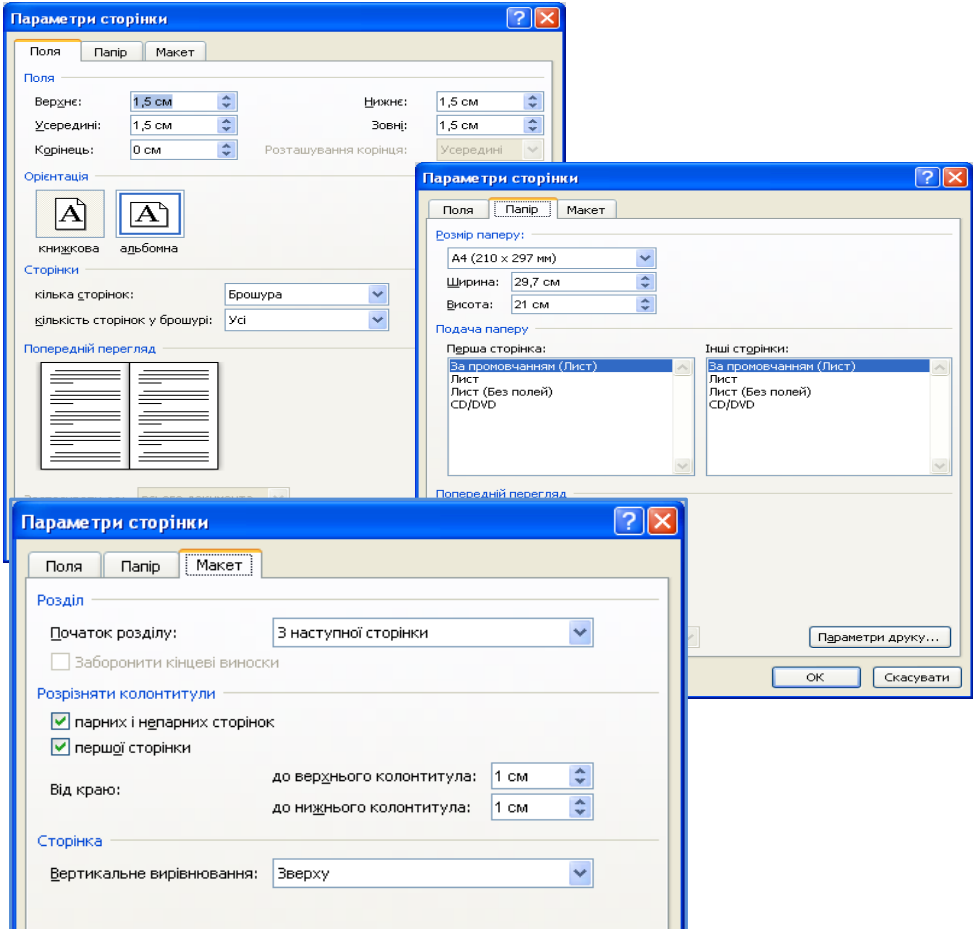 Параметри сторінки
Поля Папір Макет
Поля
Верхнє: 1,5 см Нижнє: 1,5 см
Усередині: 1,5 см Зовні: 1,5 см
Корінець: 0 см Розташування корінця: Усередині
Орієнтація
книжкова альбомна
Сторінки
кілька сторінок: Брошура
кількість сторінок у брошурі: Усі
Попередній перегляд
Параметри сторінки
Поля Папір Макет
Розмір паперу:
A4 (210 x 297 мм)
Ширина: 29,7 см
Висота: 21 см
Подача паперу
Перша сторінка: Інші сторінки:
За промовчанням (Лист) За промовчанням (Лист)
Лист Лист
Лист (Без полей) Лист (Без полей)
CD/DVD CD/DVD
Попередній перегляд
Параметри друку...
ОК Скасувати
Параметри сторінки
Поля Папір Макет
Розділ
Початок розділу: З наступної сторінки
Заборонити кінцеві виноски
Розрізняти колонтитули
парних і непарних сторінок
першої сторінки
Від краю: до верхнього колонтитула: 1 см
до нижнього колонтитула: 1 см
Сторінка
Вертикальне вирівнювання: Зверху